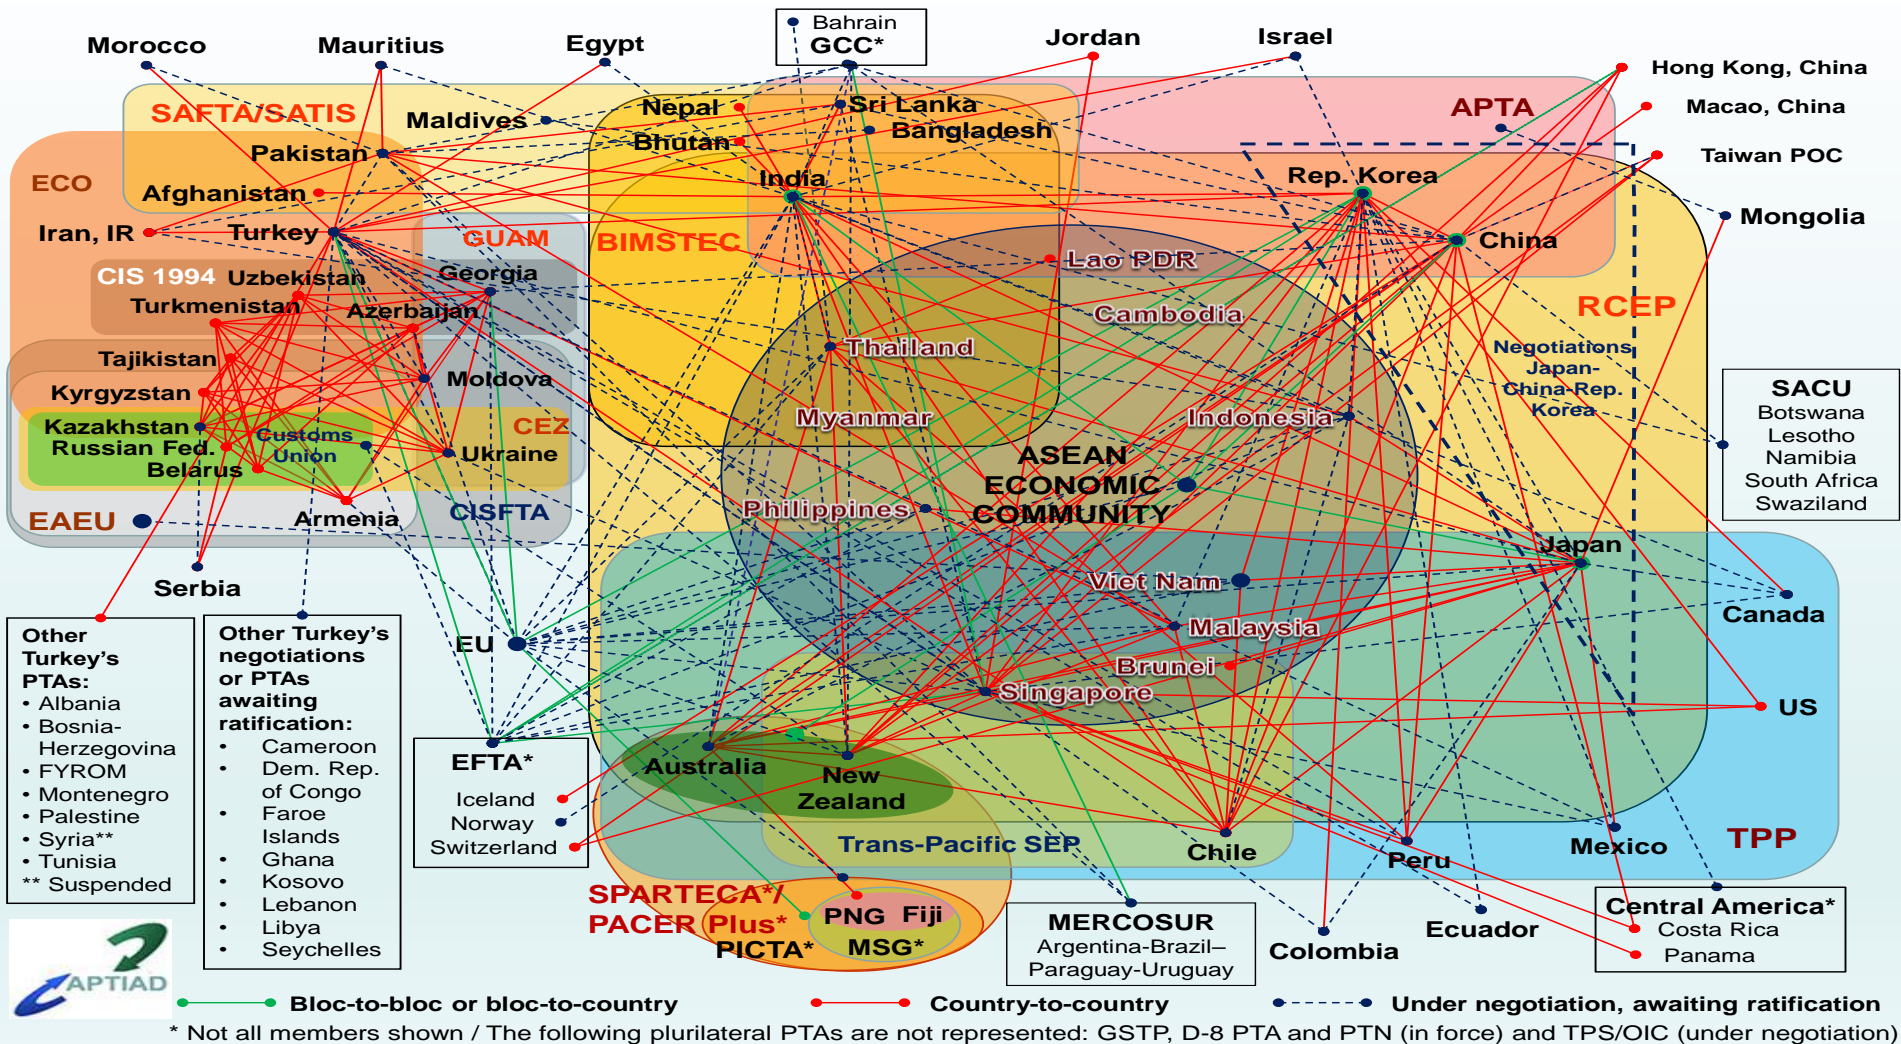 Morocco
Mauritius
Egypt
Bahrain
GCC*
Jordan
Israel
Hong Kong, China
Macao, China
Taiwan POC
Mongolia
SAFTA/SATIS
Maldives
Nepal
Bhutan
Sri Lanka
Bangladesh
APTA
Pakistan
ECO
Afghanistan
India
Rep. Korea
Iran, IR
Turkey
GUAM
BIMSTEC
China
CIS 1994
Uzbekistan
Georgia
Lao PDR
Turkmenistan
Azerbaijan
Cambodia
RCEP
Tajikistan
Thailand
Negotiations
Japan-
China-Rep.
Korea
Kyrgyzstan
Moldova
Myanmar
Indonesia
SACU
Botswana
Lesotho
Namibia
South Africa
Swaziland
Kazakhstan
Russian Fed.
Belarus
Customs
Union
CEZ
Ukraine
ASEAN
ECONOMIC
COMMUNITY
EAEU
Armenia
CISFTA
Philippines
Japan
Serbia
Viet Nam
Canada
Other
Turkey's
PTAs:
• Albania
• Bosnia-
Herzegovina
• FYROM
• Montenegro
• Palestine
• Syria**
• Tunisia
** Suspended
Other Turkey's
negotiations
or PTAs
awaiting
ratification:
• Cameroon
• Dem. Rep.
of Congo
• Faroe
Islands
• Ghana
• Kosovo
• Lebanon
• Libya
• Seychelles
EU
Malaysia
Brunei
Singapore
US
EFTA*
Iceland
Norway
Switzerland
Australia
New
Zealand
Trans-Pacific SEP
Chile
Peru
Mexico
TPP
SPARTECA*/
PACER Plus*
PICTA*
PNG
Fiji
MSG*
MERCOSUR
Argentina-Brazil–
Paraguay-Uruguay
Colombia
Ecuador
Central America*
Costa Rica
Panama
APTIAD
Bloc-to-bloc or bloc-to-country
Country-to-country
Under negotiation, awaiting ratification
* Not all members shown / The following plurilateral PTAs are not represented: GSTP, D-8 PTA and PTN (in force) and TPS/OIC (under negotiation)